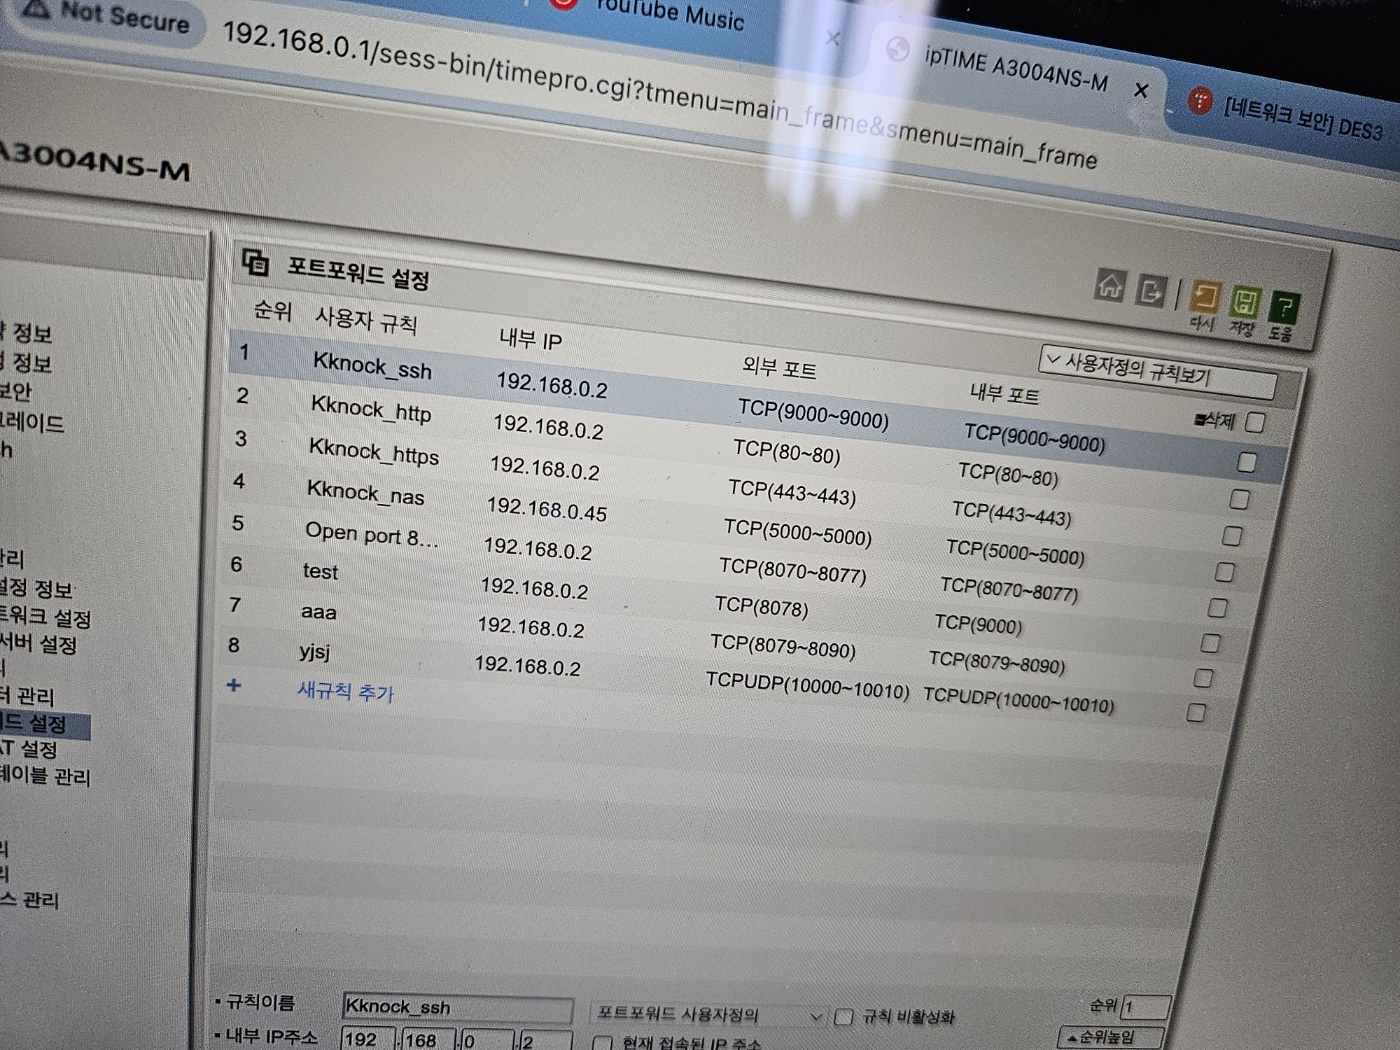 Not Secure
YouTube Music
ipTIME A3004NS-M
[네트워크 보안] DES3
192.168.0.1/sess-bin/timepro.cgi?tmenu=main_frame&smenu=main_frame
A3004NS-M
포트포워드 설정
다시 저장 도움
사용자정의 규칙보기
순위 사용자 규칙 내부 IP 외부 포트 내부 포트 삭제
1 Kknock_ssh 192.168.0.2 TCP(9000~9000) TCP(9000~9000)
2 Kknock_http 192.168.0.2 TCP(80~80) TCP(80~80)
3 Kknock_https 192.168.0.2 TCP(443~443) TCP(443~443)
4 Kknock_nas 192.168.0.45 TCP(5000~5000) TCP(5000~5000)
5 Open port 8... 192.168.0.2 TCP(8070~8077) TCP(8070~8077)
6 test 192.168.0.2 TCP(8078) TCP(9000)
7 aaa 192.168.0.2 TCP(8079~8090) TCP(8079~8090)
8 yjsj 192.168.0.2 TCPUDP(10000~10010) TCPUDP(10000~10010)
+ 새규칙 추가
정보
정보
보안
그레이드
h
관리
설정 정보
트워크 설정
서버 설정
터 관리
드 설정
AT 설정
테이블 관리
스 관리
규칙이름 Kknock_ssh 포트포워드 사용자정의 규칙 비활성화 순위 1
내부 IP주소 192 .168 .0 .2 현재 접속된 IP 주소 순위높임